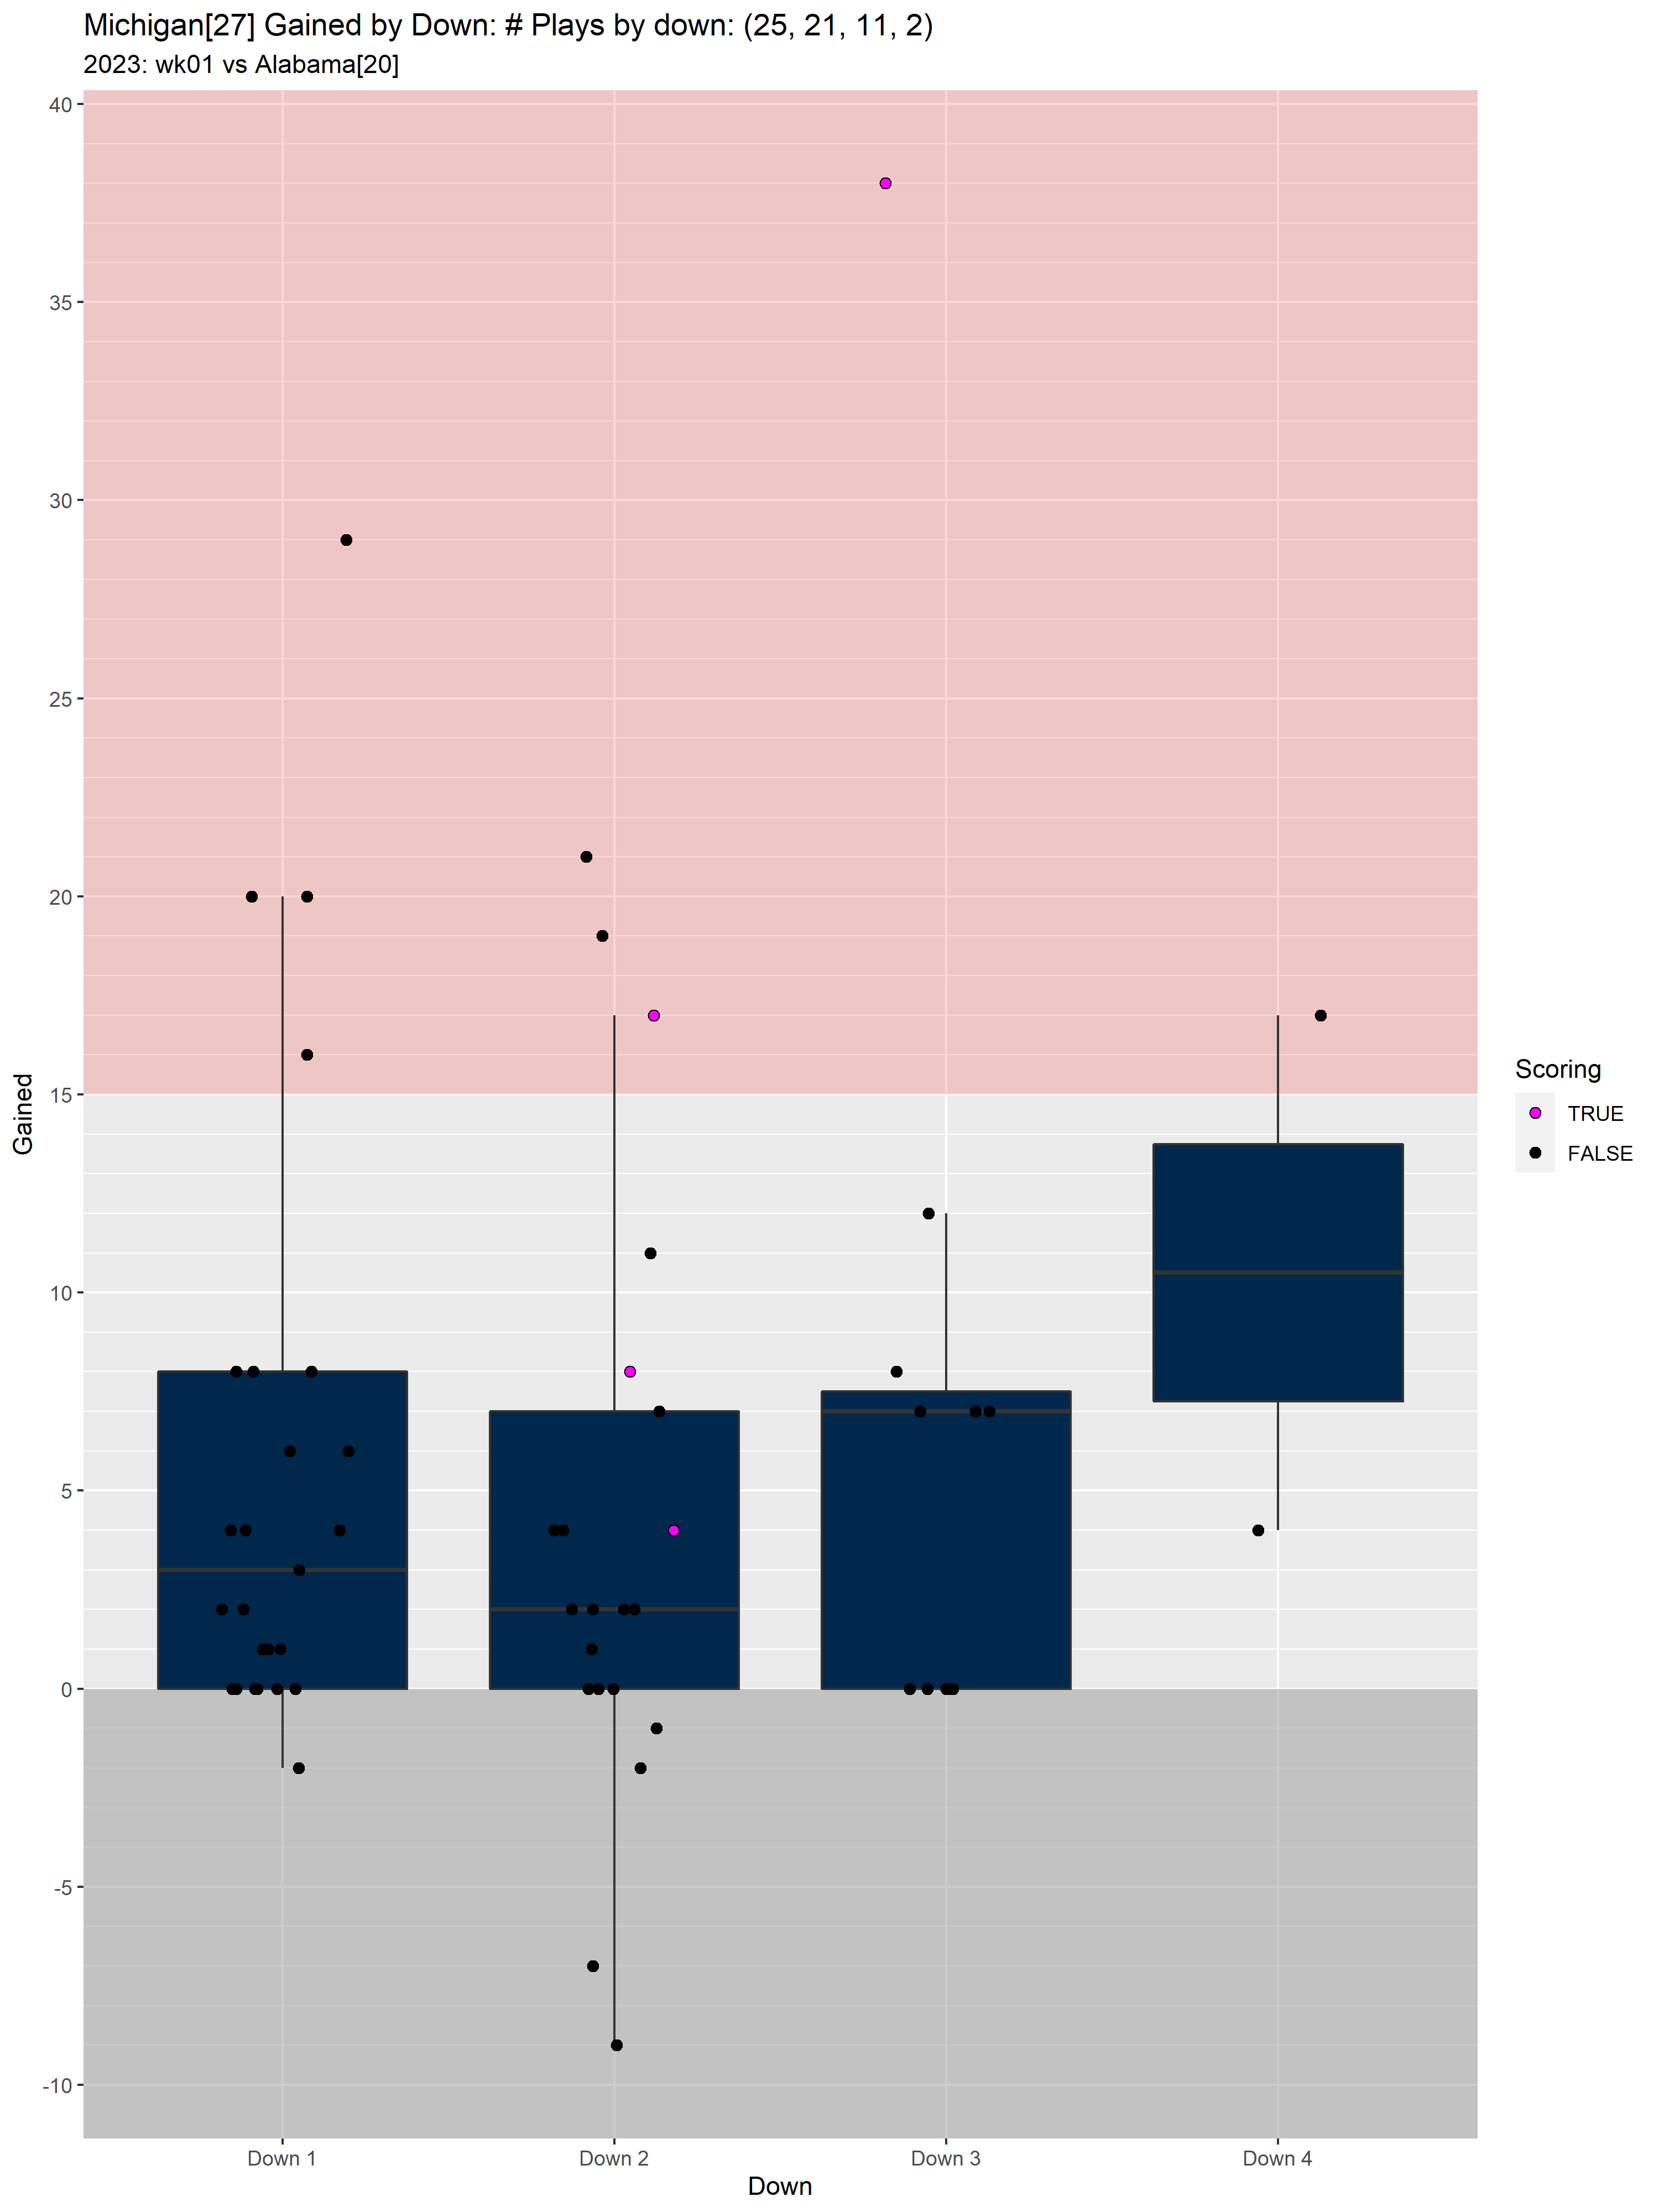 Michigan[27] Gained by Down: # Plays by down: (25, 21, 11, 2)
2023: wk01 vs Alabama[20]
40
35
30
25
20
15
10
5
0
-5
-10
Gained
Down 1
Down 2
Down 3
Down 4
Down
Scoring
TRUE
FALSE